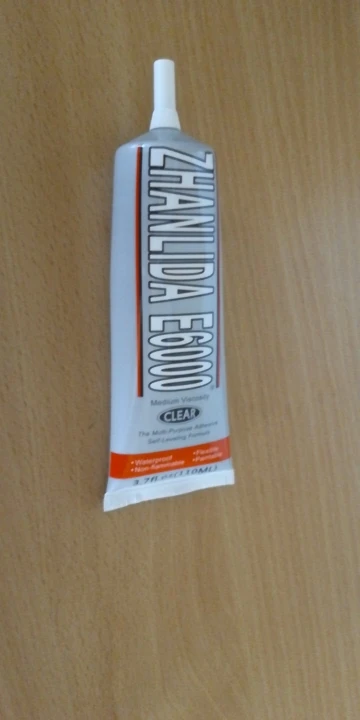 ZHANLIDA E6000
Medium Viscosity
CLEAR
The Multi-Purpose Adhesive
Self-Leveling Formula
•Waterproof •Flexible
•Non-flammable •Paintable